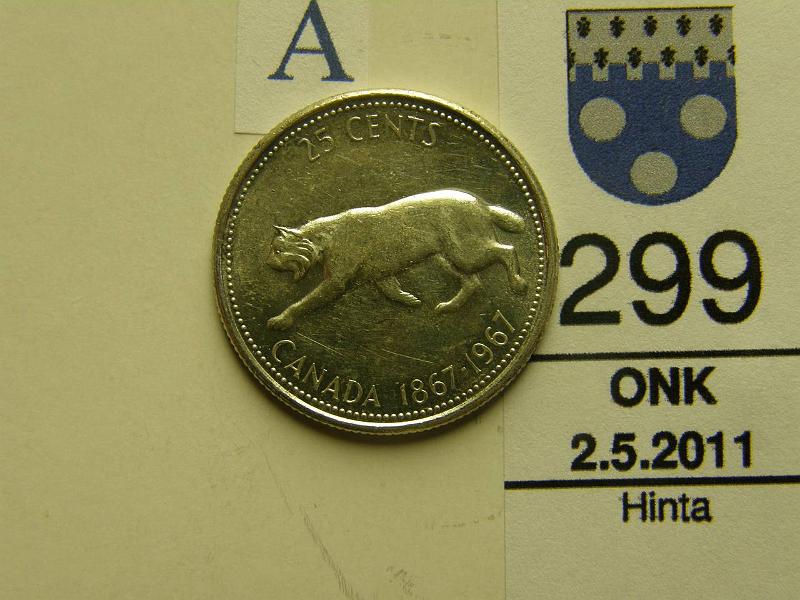 A
25 CENTS
CANADA 1867·1967
299
ONK
2.5.2011
Hinta